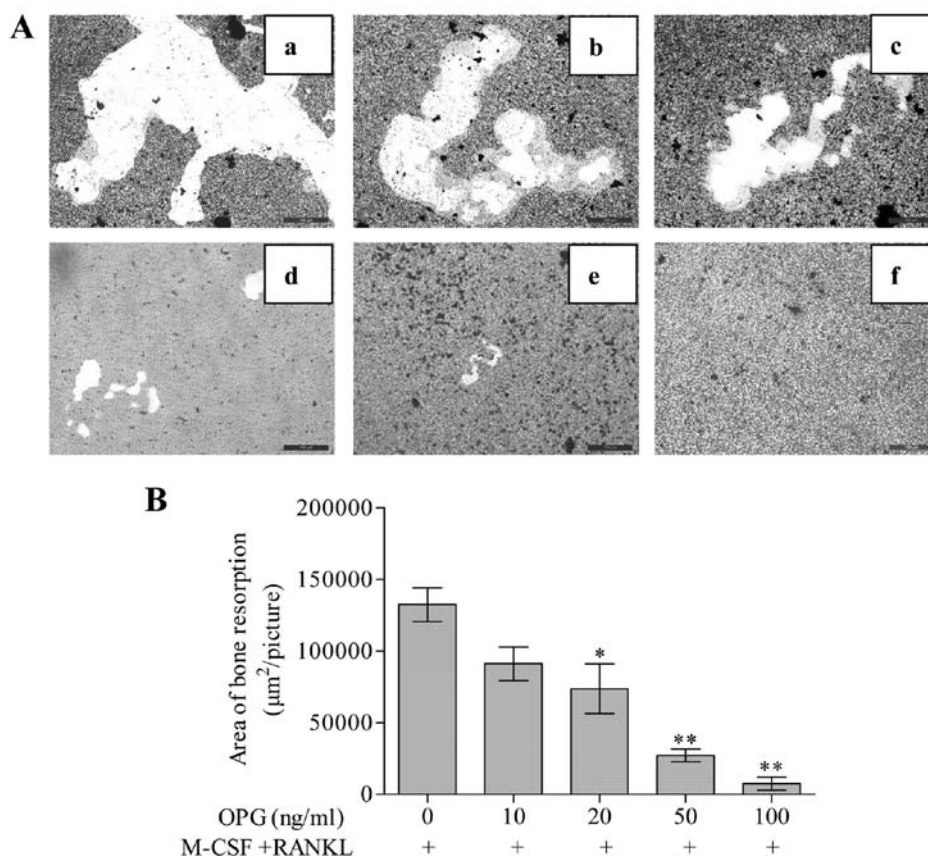 A
a
b
c
d
e
f
B
Area of bone resorption
(μm²/picture)
200000
150000
100000
50000
0
*
**
**
OPG (ng/ml) 0 10 20 50 100
M-CSF +RANKL + + + + +